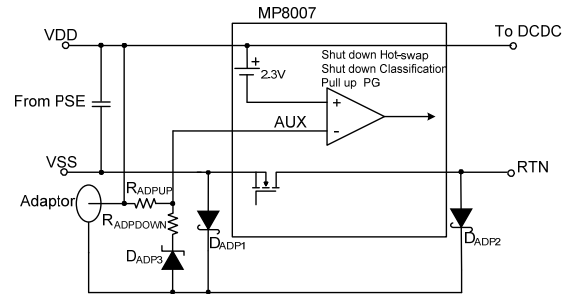 MP8007
VDD
To DCDC
Shut down Hot-swap
Shut down Classification
Pull up PG
+
2.3V
From PSE
+
AUX
-
VSS
RTN
RADPUP
Adaptor
RADPDOWN
DADP1
DADP2
DADP3